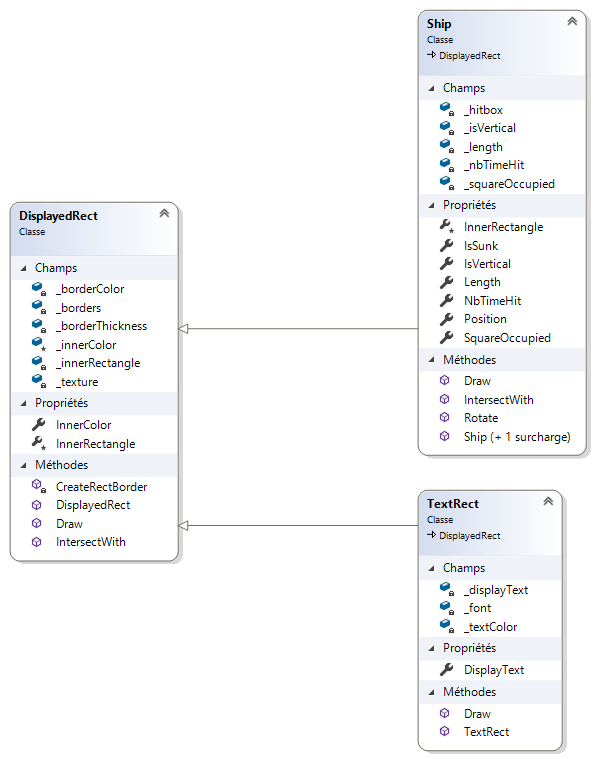 Ship
Classe
DisplayedRect
Champs
_hitbox
_isVertical
_length
_nbTimeHit
_squareOccupied
Propriétés
InnerRectangle
IsSunk
IsVertical
Length
NbTimeHit
Position
SquareOccupied
Méthodes
Draw
IntersectWith
Rotate
Ship (+ 1 surcharge)
DisplayedRect
Classe
Champs
_borderColor
_borders
_borderThickness
_innerColor
_innerRectangle
_texture
Propriétés
InnerColor
InnerRectangle
Méthodes
CreateRectBorder
DisplayedRect
Draw
IntersectWith
TextRect
Classe
DisplayedRect
Champs
_displayText
_font
_textColor
Propriétés
DisplayText
Méthodes
Draw
TextRect